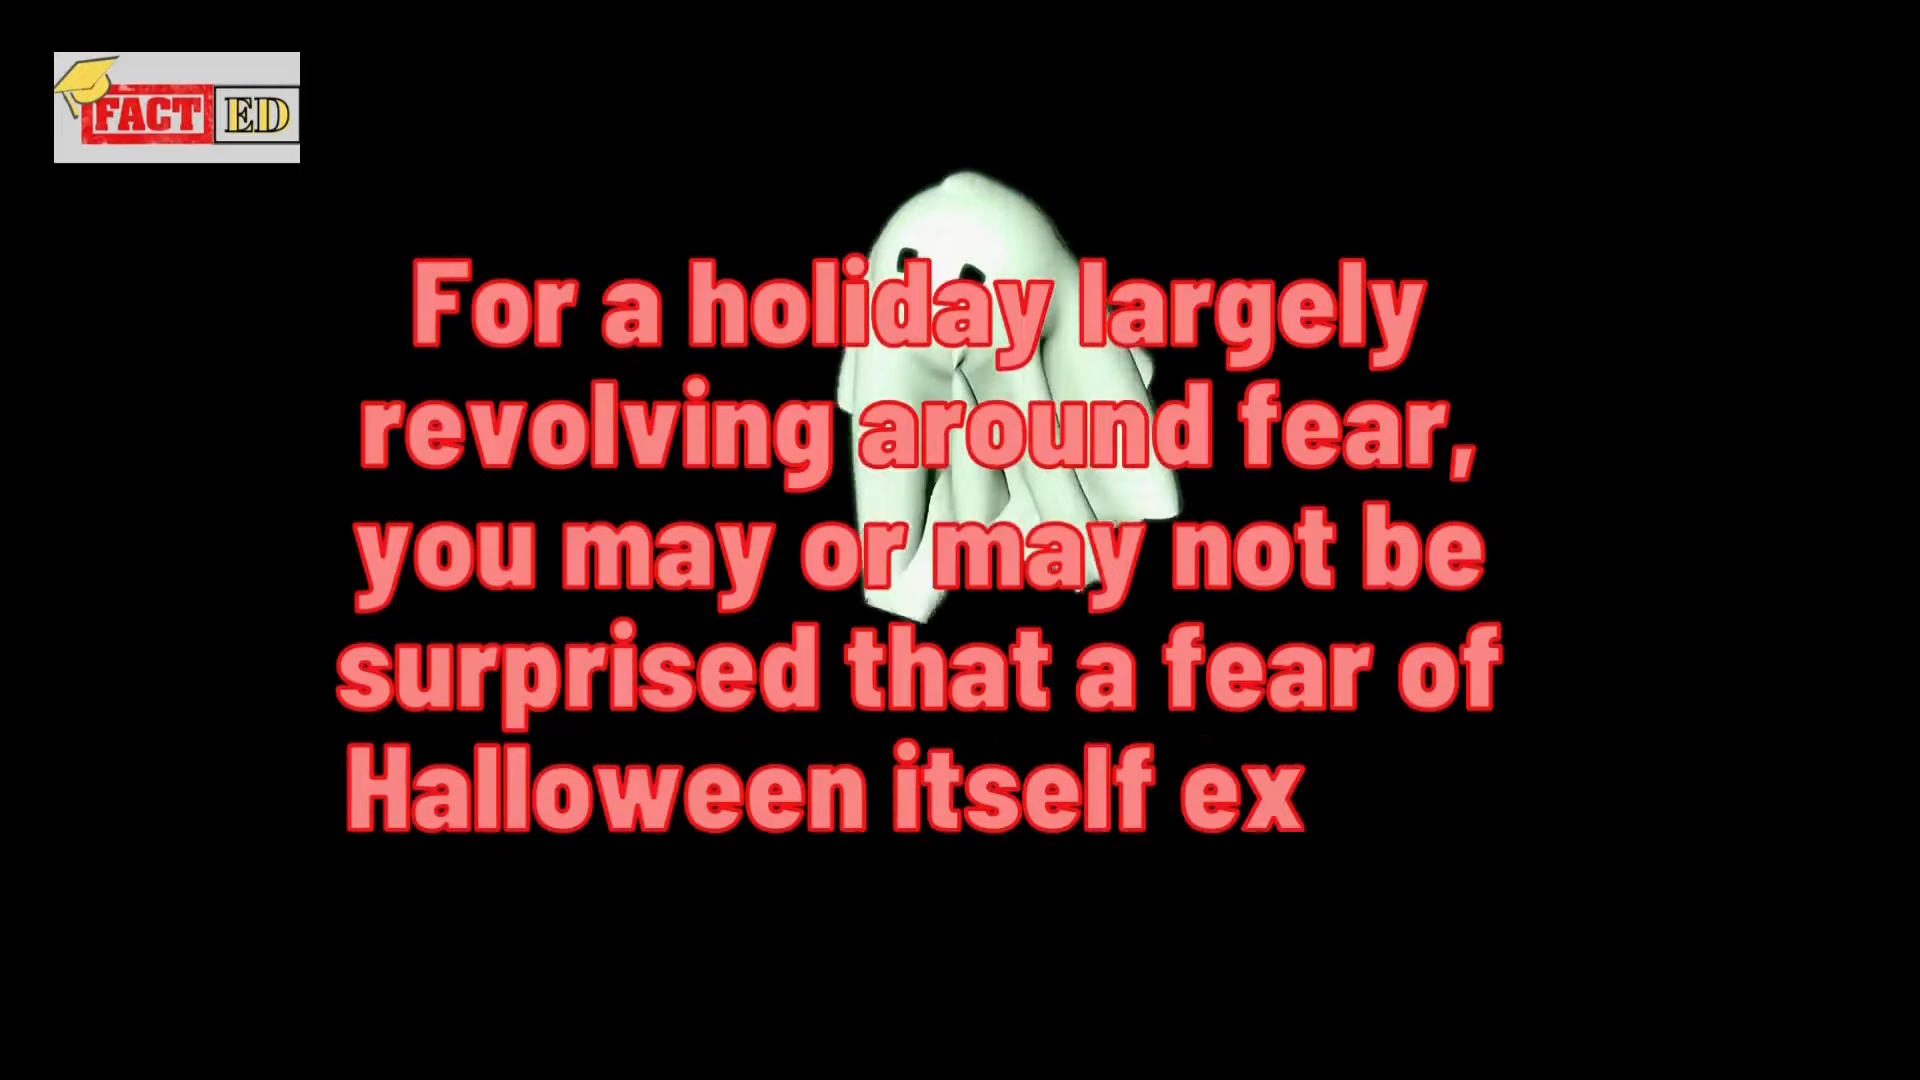 FACT ED
For a holiday largely
revolving around fear,
you may or may not be
surprised that a fear of
Halloween itself ex